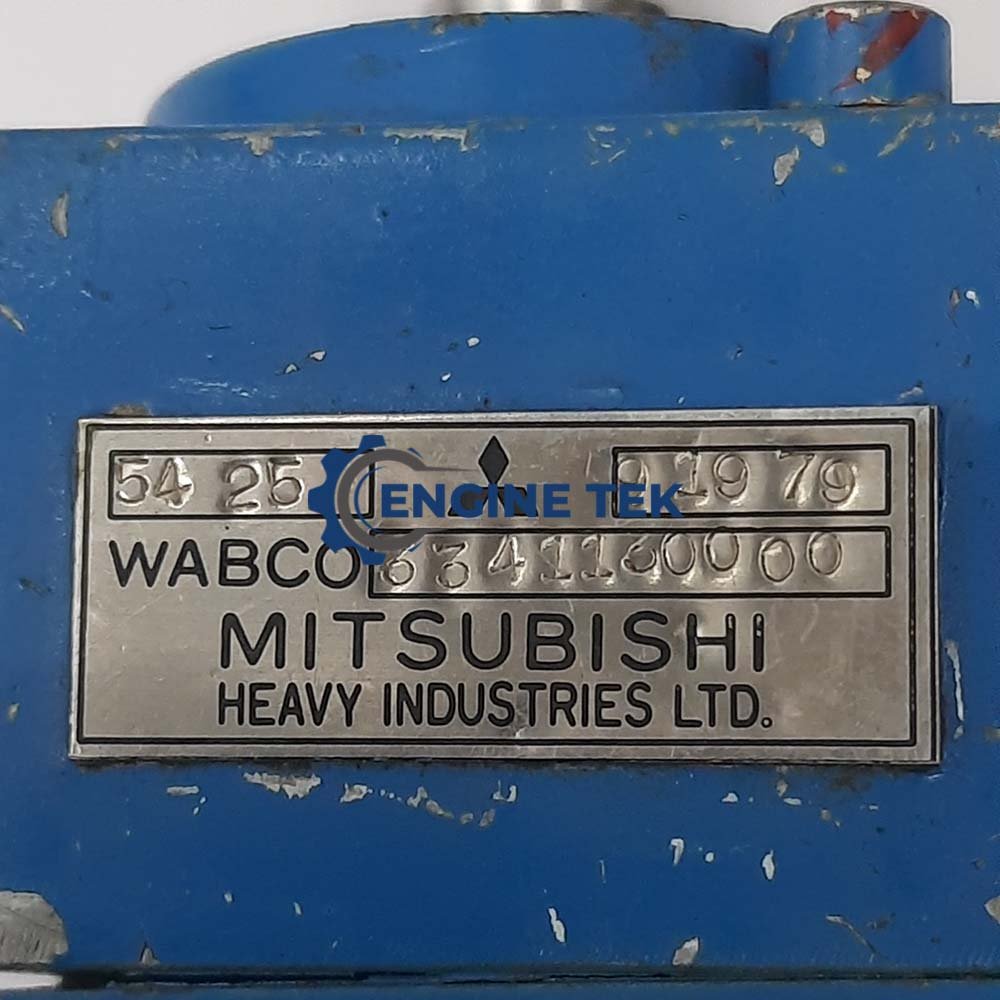 54 25 9 19 79
ENGINE TEK
WABCO 6341160000
MITSUBISHI
HEAVY INDUSTRIES LTD.